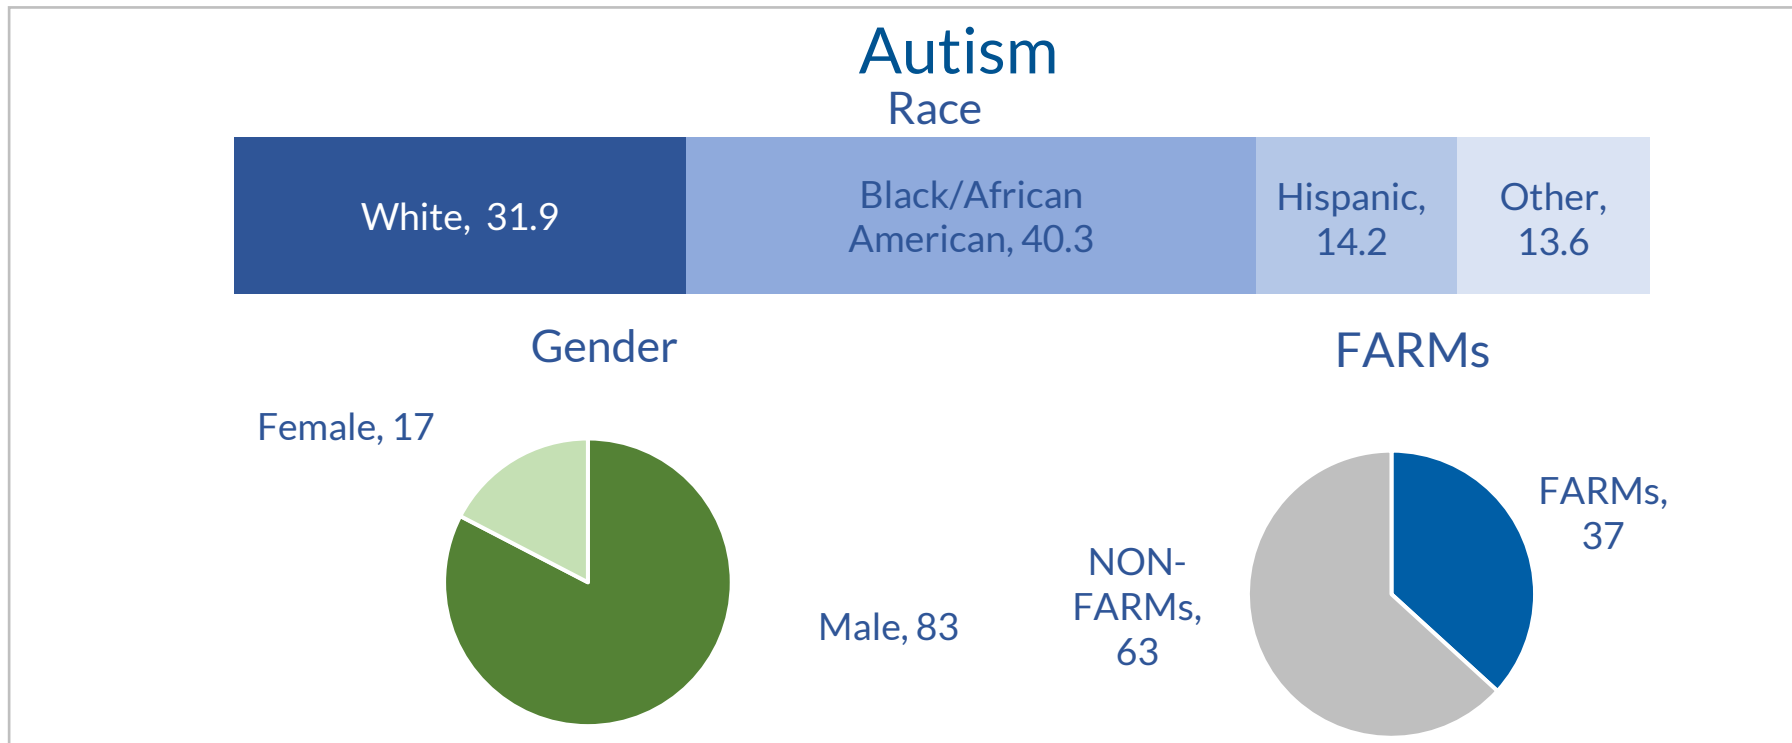 Autism
Race
White, 31.9
Black/African
American, 40.3
Hispanic,
14.2
Other,
13.6
Gender
Female, 17
Male, 83
FARMs
FARMs,
37
NON-
FARMs,
63